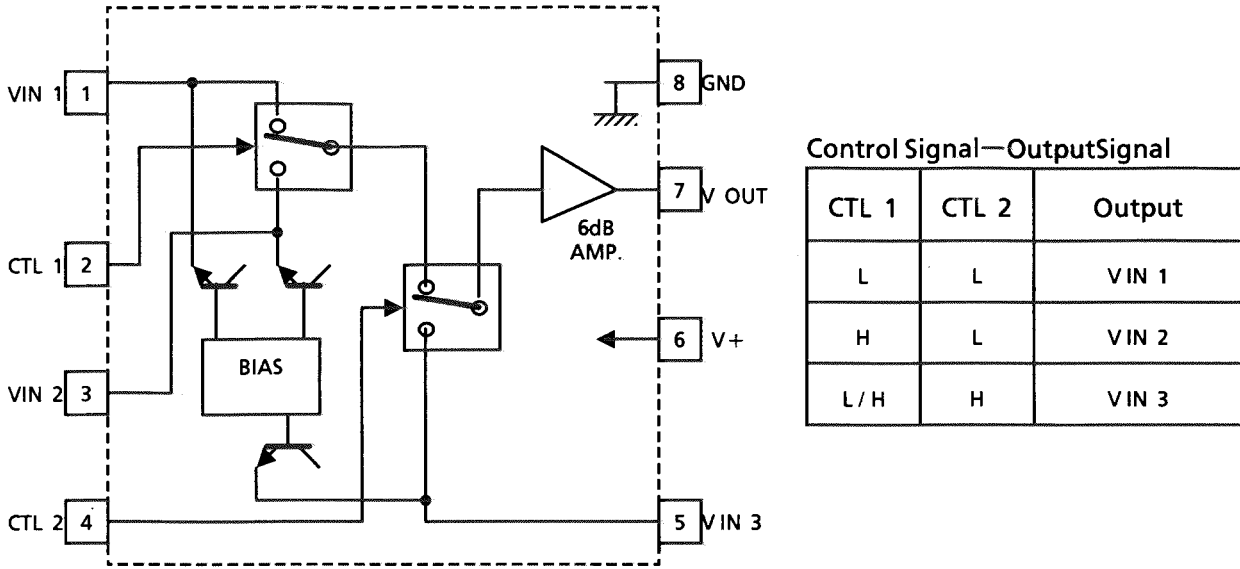 VIN 1 1
CTL 1 2
VIN 2 3
CTL 2 4
BIAS
6dB
AMP.
8 GND
7 V OUT
6 V+
5 VIN 3
Control Signal—OutputSignal
CTL 1 CTL 2 Output
L L VIN 1
H L VIN 2
L / H H VIN 3